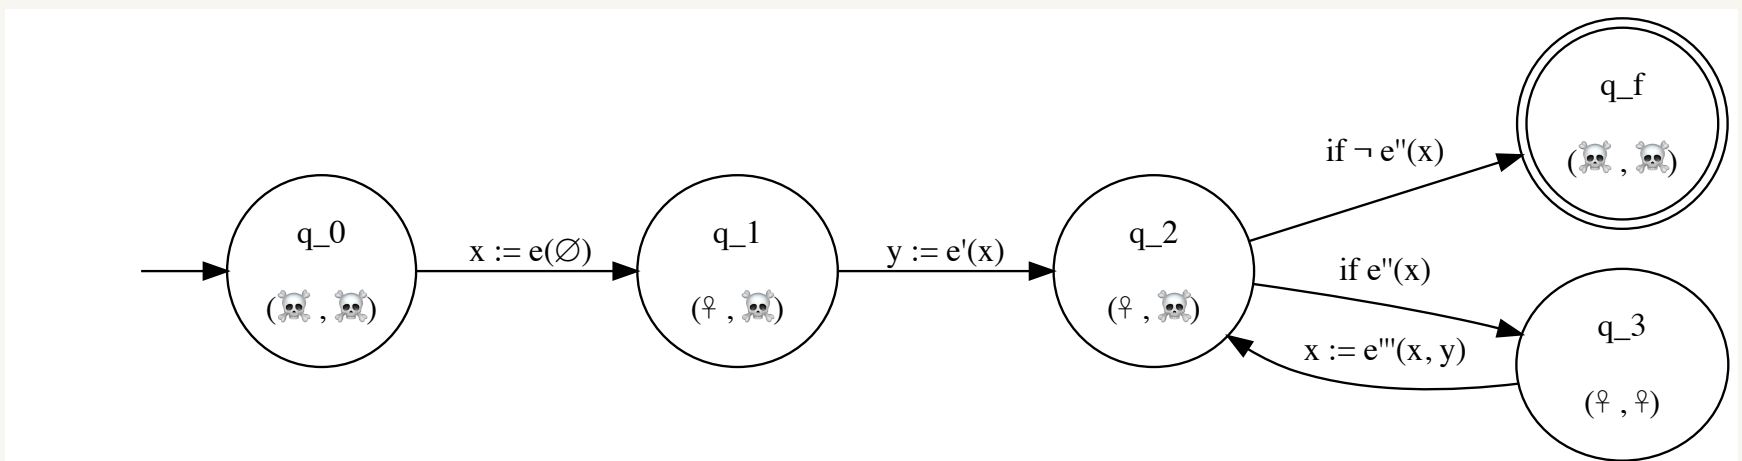 q_0
(☠️ , ☠️)
x := e(∅)
q_1
(♀ , ☠️)
y := e'(x)
q_2
(♀ , ☠️)
if ¬ e''(x)
q_f
(☠️ , ☠️)
if e''(x)
x := e'''(x, y)
q_3
(♀ , ♀)